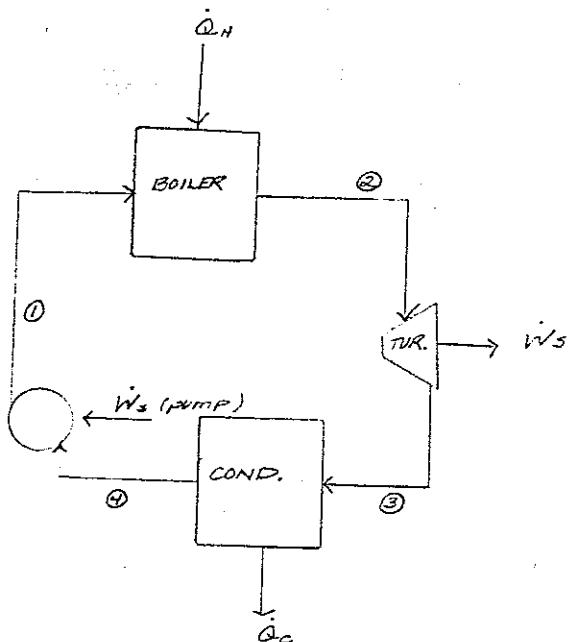 Q̇H
BOILER
②
①
TUR.
ẆS
ẆS (pump)
COND.
④
③
Q̇C